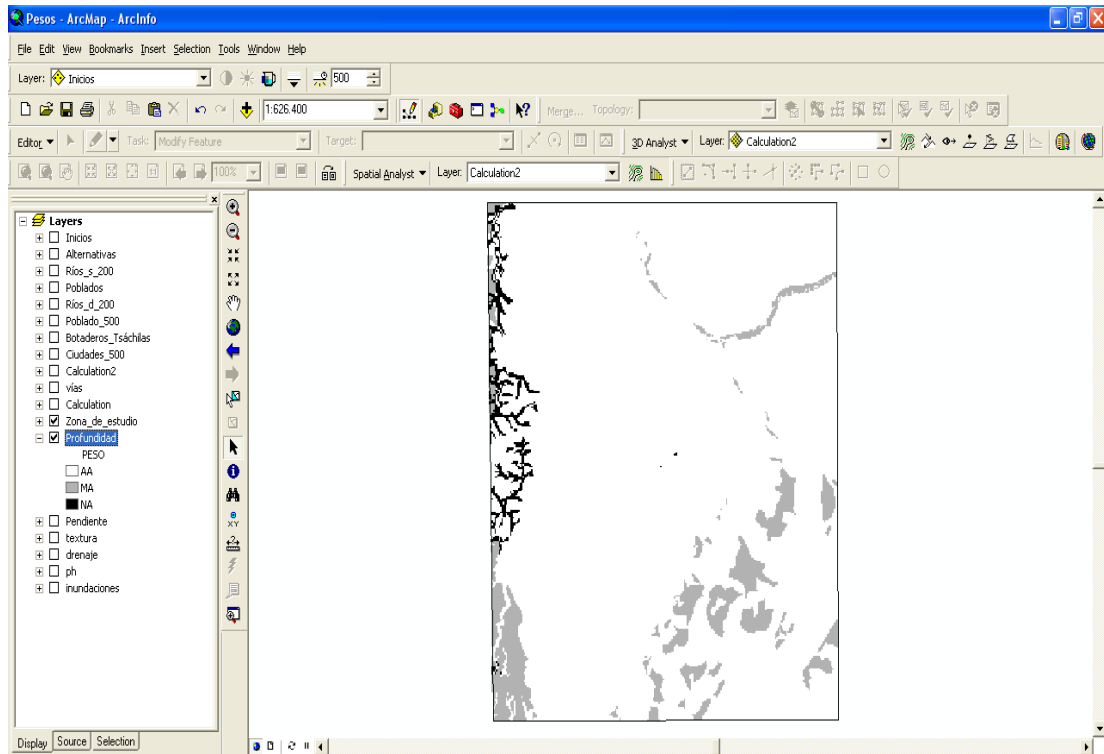 Pesos - ArcMap - ArcInfo
File Edit View Bookmarks Insert Selection Tools Window Help
Layer: Inicios 500
1:626.400 Merge... Topology:
Editor Task: Modify Feature Target: 3D Analyst Layer: Calculation2
100% Spatial Analyst Layer: Calculation2
Layers
Inicios
Alternativas
Ríos_s_200
Poblados
Ríos_d_200
Poblado_500
Botaderos_Tsáchilas
Ciudades_500
Calculation2
vías
Calculation
Zona_de_estudio
Profundidad
PESO
AA
MA
NA
Pendiente
textura
drenaje
ph
inundaciones
XY
Display Source Selection